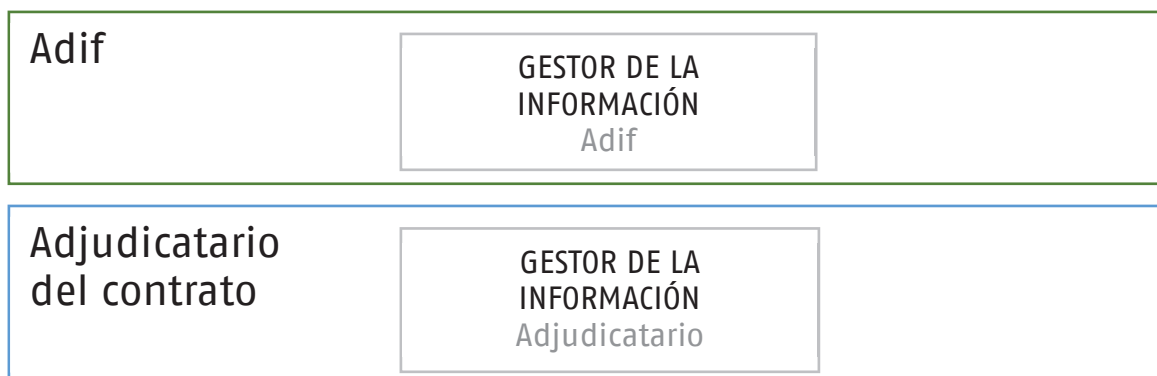 Adif
GESTOR DE LA
INFORMACIÓN
Adif
Adjudicatario
del contrato
GESTOR DE LA
INFORMACIÓN
Adjudicatario